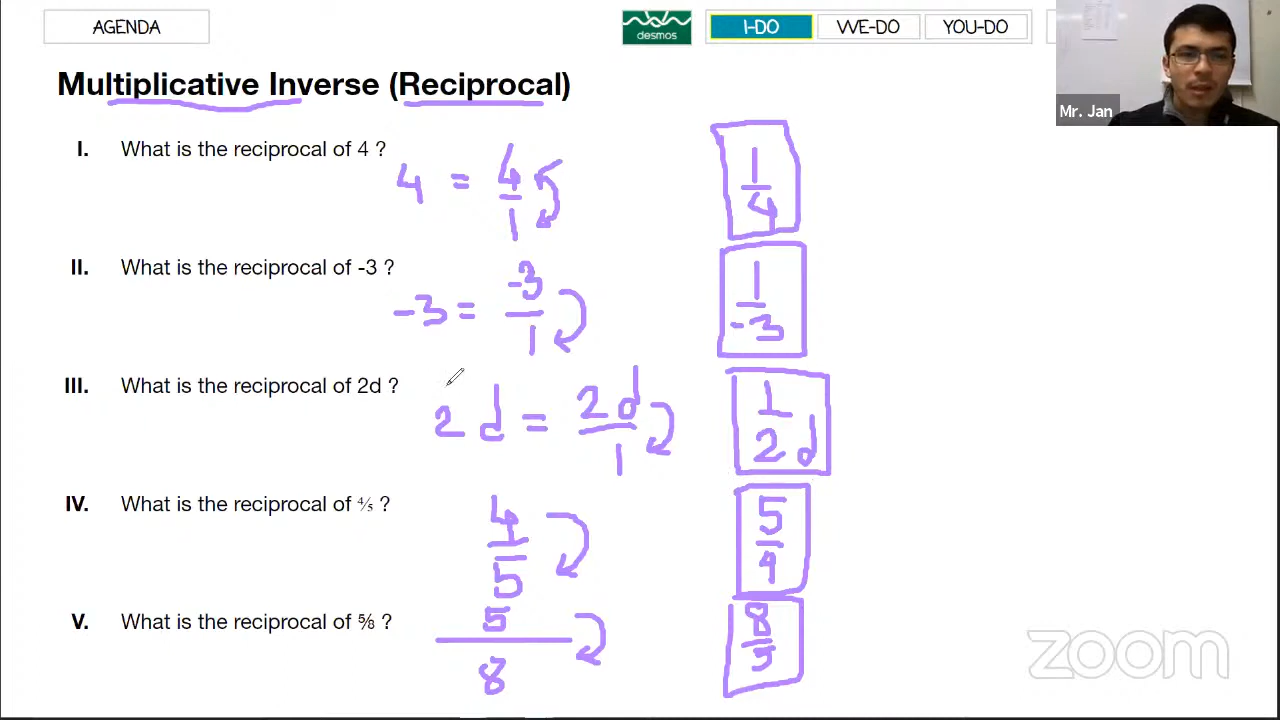 AGENDA
desmos
I-DO
WE-DO
YOU-DO
Mr. Jan
Multiplicative Inverse (Reciprocal)
I. What is the reciprocal of 4 ?
4 = 4/1
1/4
II. What is the reciprocal of -3 ?
-3 = -3/1
1/-3
III. What is the reciprocal of 2d ?
2d = 2d/1
1/2d
IV. What is the reciprocal of ⅘ ?
4/5
5/4
V. What is the reciprocal of ⅝ ?
5/8
8/5
zoom